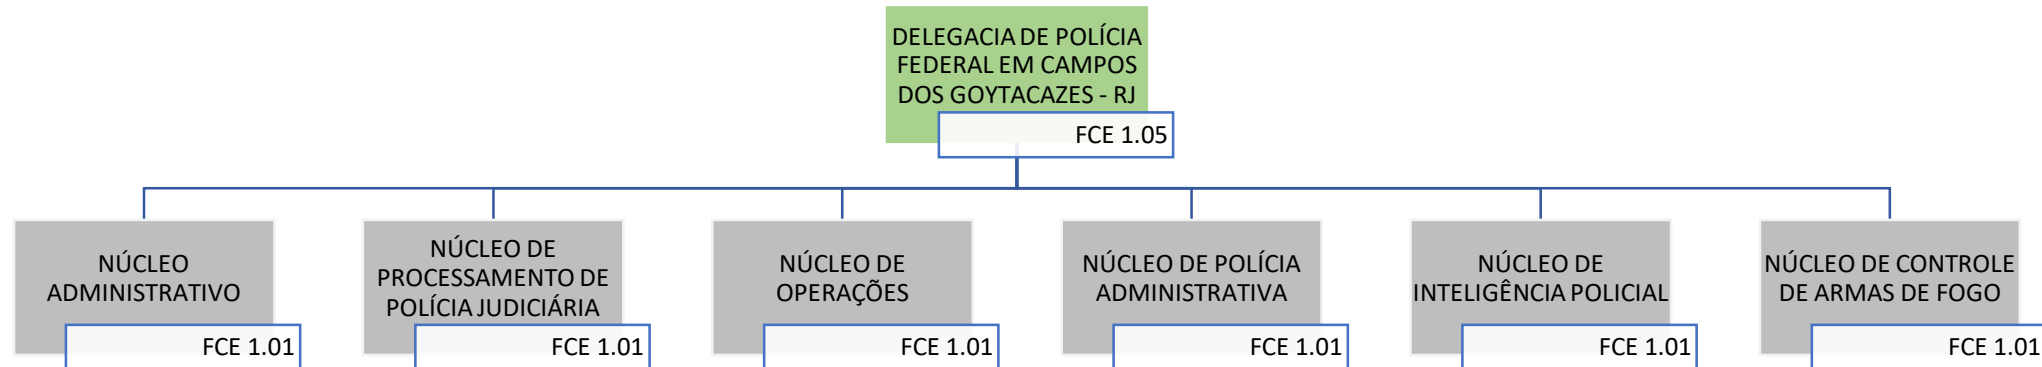 DELEGACIA DE POLÍCIA
FEDERAL EM CAMPOS
DOS GOYTACAZES - RJ
FCE 1.05
NÚCLEO
ADMINISTRATIVO
FCE 1.01
NÚCLEO DE
PROCESSAMENTO DE
POLÍCIA JUDICIÁRIA
FCE 1.01
NÚCLEO DE
OPERAÇÕES
FCE 1.01
NÚCLEO DE POLÍCIA
ADMINISTRATIVA
FCE 1.01
NÚCLEO DE
INTELIGÊNCIA POLICIAL
FCE 1.01
NÚCLEO DE CONTROLE
DE ARMAS DE FOGO
FCE 1.01